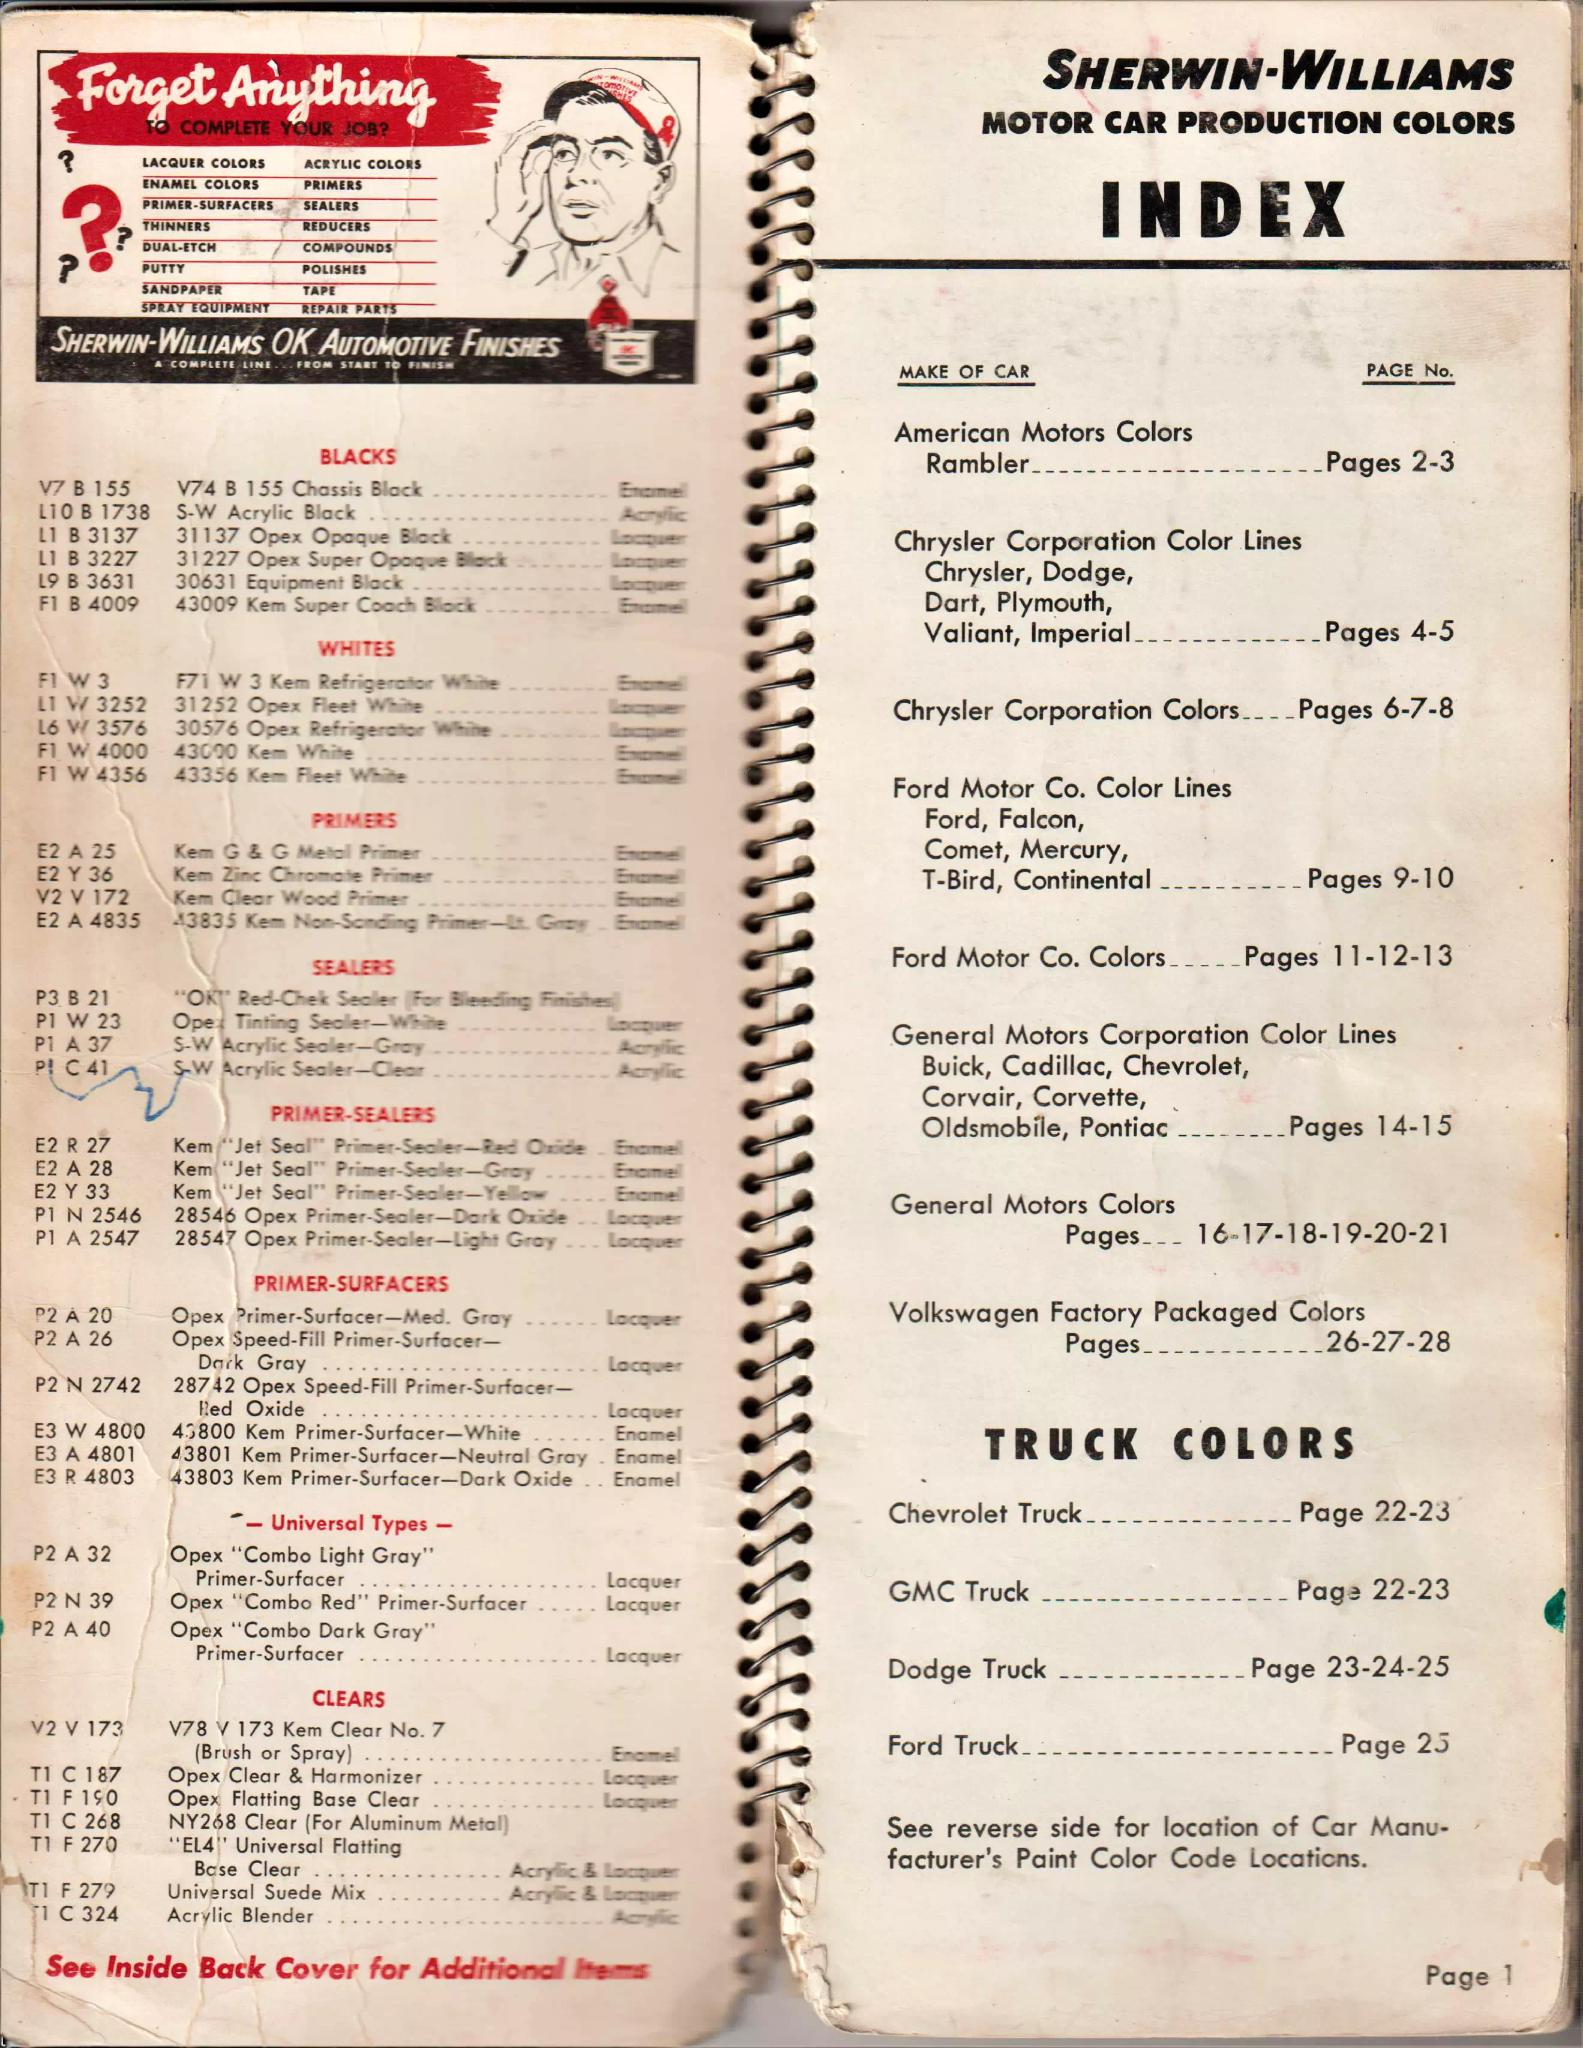 Forget Anything
TO COMPLETE YOUR JOB?
LACQUER COLORS ACRYLIC COLORS
ENAMEL COLORS PRIMERS
PRIMER-SURFACERS SEALERS
THINNERS REDUCERS
DUAL-ETCH COMPOUNDS
PUTTY POLISHES
SANDPAPER TAPE
SPRAY EQUIPMENT REPAIR PARTS
SHERWIN-WILLIAMS OK AUTOMOTIVE FINISHES
A COMPLETE LINE...FROM START TO FINISH
BLACKS
V7 B 155 V74 B 155 Chassis Black Enamel
L10 B 1738 S-W Acrylic Black Acrylic
L1 B 3137 31137 Opex Opaque Black Lacquer
L1 B 3227 31227 Opex Super Opaque Black Lacquer
L9 B 3631 30631 Equipment Black Lacquer
F1 B 4009 43009 Kem Super Coach Black Enamel
WHITES
F1 W 3 F71 W 3 Kem Refrigerator White Enamel
L1 W 3252 31252 Opex Fleet White Lacquer
L6 W 3576 30576 Opex Refrigerator White Lacquer
F1 W 4000 43000 Kem White Enamel
F1 W 4356 43356 Kem Fleet White Enamel
PRIMERS
E2 A 25 Kem G & G Metal Primer Enamel
E2 Y 36 Kem Zinc Chromate Primer Enamel
V2 V 172 Kem Clear Wood Primer Enamel
E2 A 4835 43835 Kem Non-Sanding Primer—Lt. Gray Enamel
SEALERS
P3 B 21 "OK" Red-Chek Sealer (For Bleeding Finishes)
P1 W 23 Opex Tinting Sealer—White Lacquer
P1 A 37 S-W Acrylic Sealer—Gray Acrylic
P1 C 41 S-W Acrylic Sealer—Clear Acrylic
PRIMER-SEALERS
E2 R 27 Kem "Jet Seal" Primer-Sealer—Red Oxide Enamel
E2 A 28 Kem "Jet Seal" Primer-Sealer—Gray Enamel
E2 Y 33 Kem "Jet Seal" Primer-Sealer—Yellow Enamel
P1 N 2546 28546 Opex Primer-Sealer—Dark Oxide Lacquer
P1 A 2547 28547 Opex Primer-Sealer—Light Gray Lacquer
PRIMER-SURFACERS
P2 A 20 Opex Primer-Surfacer—Med. Gray Lacquer
P2 A 26 Opex Speed-Fill Primer-Surfacer—
Dark Gray Lacquer
P2 N 2742 28742 Opex Speed-Fill Primer-Surfacer—
Red Oxide Lacquer
E3 W 4800 43800 Kem Primer-Surfacer—White Enamel
E3 A 4801 43801 Kem Primer-Surfacer—Neutral Gray Enamel
E3 R 4803 43803 Kem Primer-Surfacer—Dark Oxide Enamel
— Universal Types —
P2 A 32 Opex "Combo Light Gray"
Primer-Surfacer Lacquer
P2 N 39 Opex "Combo Red" Primer-Surfacer Lacquer
P2 A 40 Opex "Combo Dark Gray"
Primer-Surfacer Lacquer
CLEARS
V2 V 173 V78 V 173 Kem Clear No. 7
(Brush or Spray) Enamel
T1 C 187 Opex Clear & Harmonizer Lacquer
T1 F 190 Opex Flatting Base Clear Lacquer
T1 C 268 NY268 Clear (For Aluminum Metal)
T1 F 270 "EL4" Universal Flatting
Base Clear Acrylic & Lacquer
T1 F 279 Universal Suede Mix Acrylic & Lacquer
T1 C 324 Acrylic Blender Acrylic
See Inside Back Cover for Additional Items
SHERWIN-WILLIAMS
MOTOR CAR PRODUCTION COLORS
INDEX
MAKE OF CAR PAGE No.
American Motors Colors
Rambler Pages 2-3
Chrysler Corporation Color Lines
Chrysler, Dodge,
Dart, Plymouth,
Valiant, Imperial Pages 4-5
Chrysler Corporation Colors Pages 6-7-8
Ford Motor Co. Color Lines
Ford, Falcon,
Comet, Mercury,
T-Bird, Continental Pages 9-10
Ford Motor Co. Colors Pages 11-12-13
General Motors Corporation Color Lines
Buick, Cadillac, Chevrolet,
Corvair, Corvette,
Oldsmobile, Pontiac Pages 14-15
General Motors Colors
Pages 16-17-18-19-20-21
Volkswagen Factory Packaged Colors
Pages 26-27-28
TRUCK COLORS
Chevrolet Truck Page 22-23
GMC Truck Page 22-23
Dodge Truck Page 23-24-25
Ford Truck Page 25
See reverse side for location of Car Manu-
facturer's Paint Color Code Locations.
Page 1